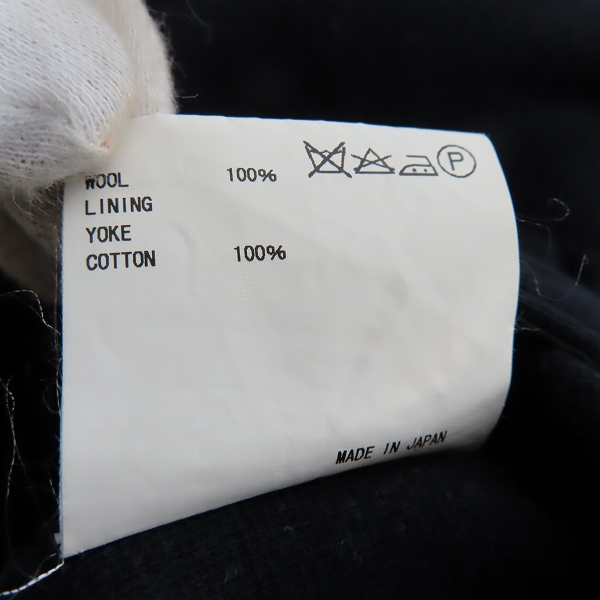 WOOL 100%
LINING
YOKE
COTTON 100%
P
MADE IN JAPAN